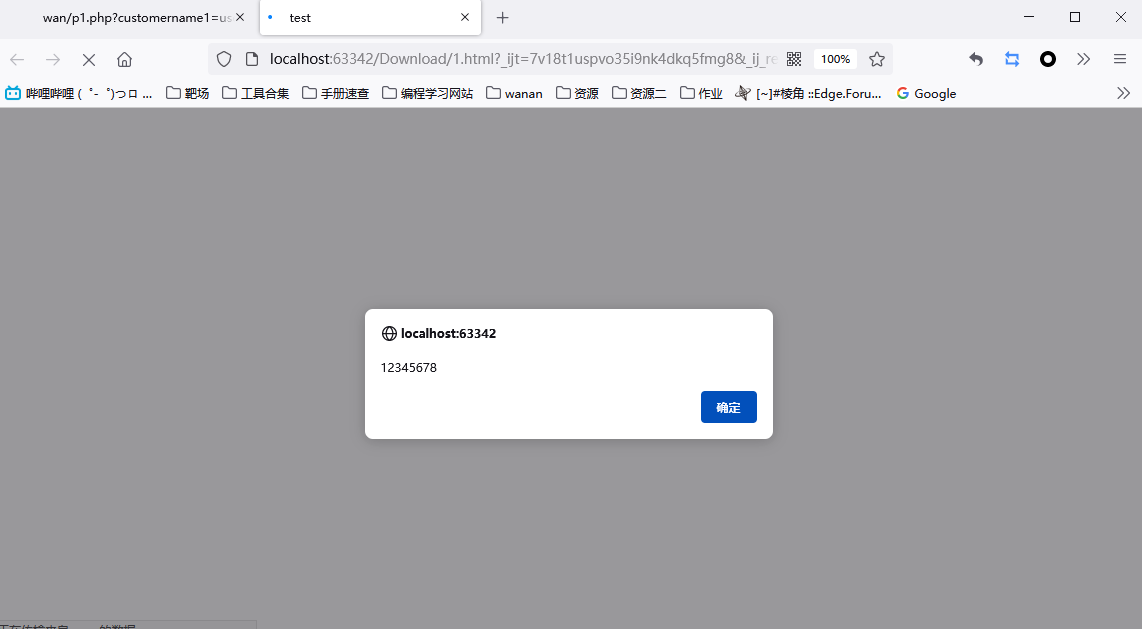 wan/p1.php?customername1=us
test
localhost:63342/Download/1.html?_ijt=7v18t1uspvo35i9nk4dkq5fmg8&_ij_re
100%
哔哩哔哩 ( ゜- ゜)つロ ...
靶场
工具合集
手册速查
编程学习网站
wanan
资源
资源二
作业
[~]#棱角 ::Edge.Foru...
Google
localhost:63342
12345678
确定